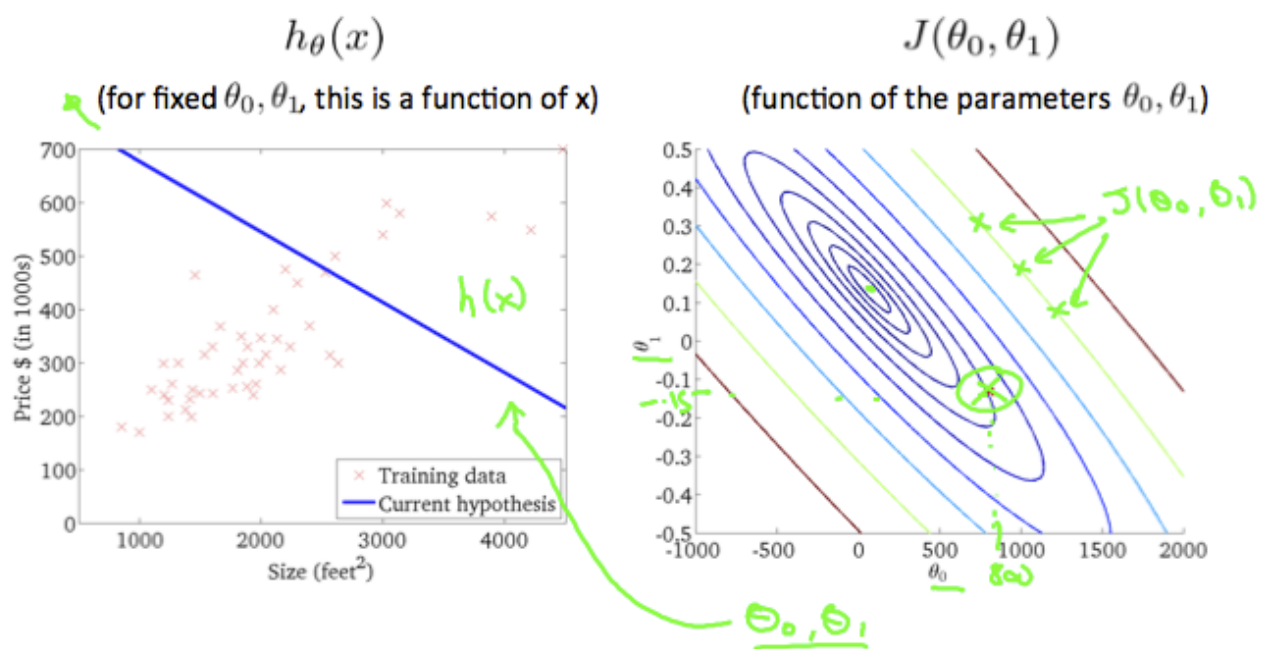 hθ(x)
(for fixed θ0, θ1, this is a function of x)
700
600
500
400
300
200
100
0
Price $ (in 1000s)
1000
2000
3000
4000
Size (feet²)
h(x)
Training data
Current hypothesis
θ0, θ1
J(θ0, θ1)
(function of the parameters θ0, θ1)
0.5
0.4
0.3
0.2
0.1
0
-0.1
-0.2
-0.3
-0.4
-0.5
θ1
-.15
J(θ0, θ1)
-1000
-500
0
500
1000
1500
2000
θ0
800